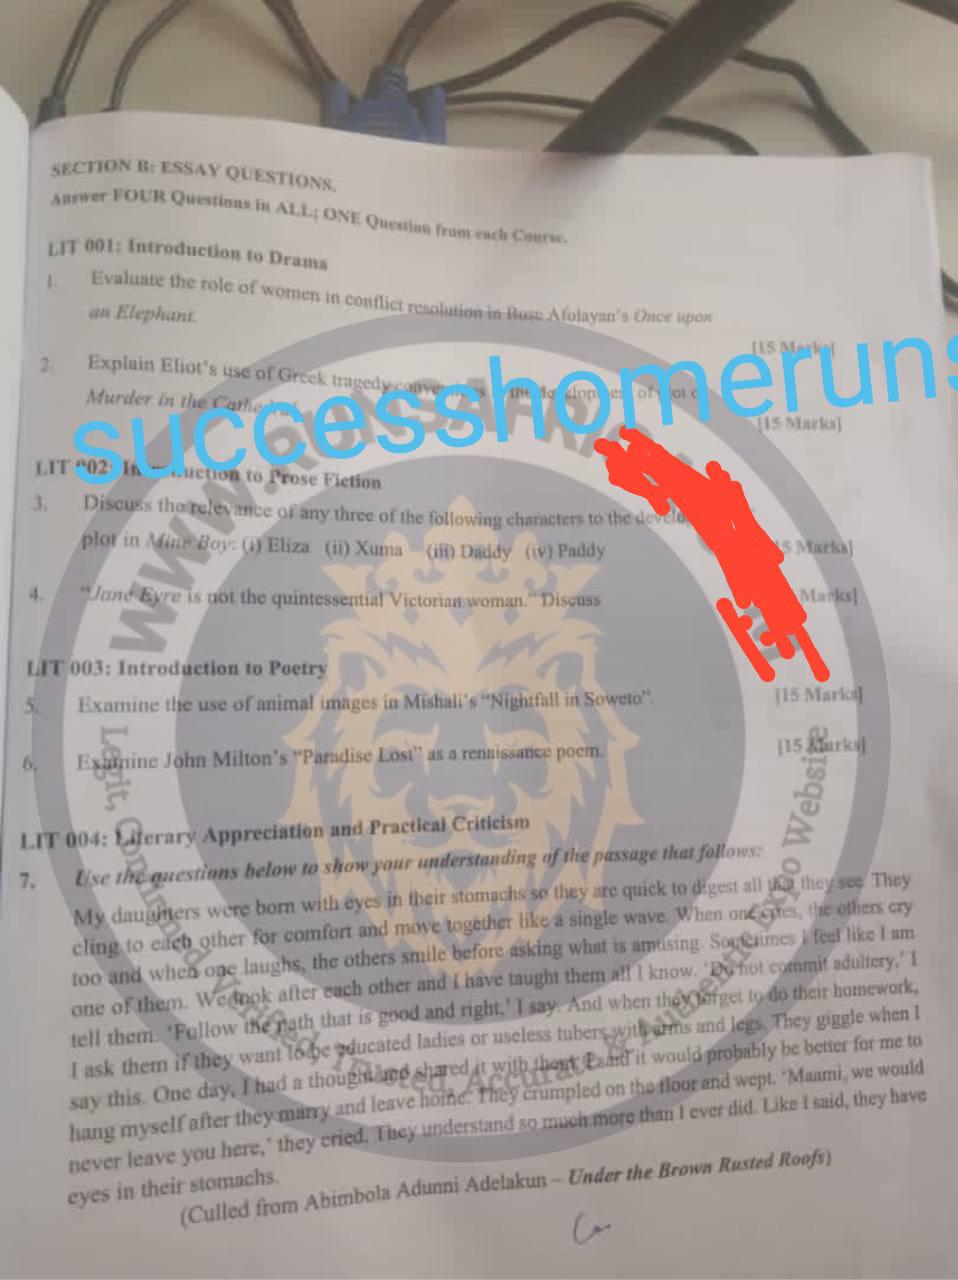 SECTION B: ESSAY QUESTIONS.
Answer FOUR Questions in ALL; ONE Question from each Course.
LIT 001: Introduction to Drama
1. Evaluate the role of women in conflict resolution in Bose Afolayan's Once upon
an Elephant.
[15 Marks]
2. Explain Eliot's use of Greek tragedy conventions in the development of plot
Murder in the Cathedral
[15 Marks]
successhomeruns
LIT 002: Introduction to Prose Fiction
3. Discuss the relevance of any three of the following characters to the
plot in Mine Boy: (i) Eliza (ii) Xuma (iii) Daddy (iv) Paddy
Marks]
4. "Jane Eyre is not the quintessential Victorian woman." Discuss
Marks]
LIT 003: Introduction to Poetry
5. Examine the use of animal images in Mtshali's "Nightfall in Soweto".
[15 Marks]
6. Examine John Milton's "Paradise Lost" as a rennaissance poem.
[15 Marks]
LIT 004: Literary Appreciation and Practical Criticism
7. Use the questions below to show your understanding of the passage that follows:
My daughters were born with eyes in their stomachs so they are quick to digest all that they see. They
cling to each other for comfort and move together like a single wave. When one cries, the others cry
too and when one laughs, the others smile before asking what is amusing. Sometimes I feel like I am
one of them. We look after each other and I have taught them all I know. 'Do not commit adultery,' I
tell them. 'Follow the path that is good and right,' I say. And when they forget to do their homework,
I ask them if they want to be educated ladies or useless tubers with arms and legs. They giggle when I
say this. One day, I had a thought and shared it with them. I said it would probably be better for me to
hang myself after they marry and leave home. They crumpled on the floor and wept. 'Maami, we would
never leave you here,' they cried. They understand so much more than I ever did. Like I said, they have
eyes in their stomachs.
(Culled from Abimbola Adunni Adelakun – Under the Brown Rusted Roofs)
Legit, Confirmed, Verified, Trusted, Accurate & Authentic Expo Website